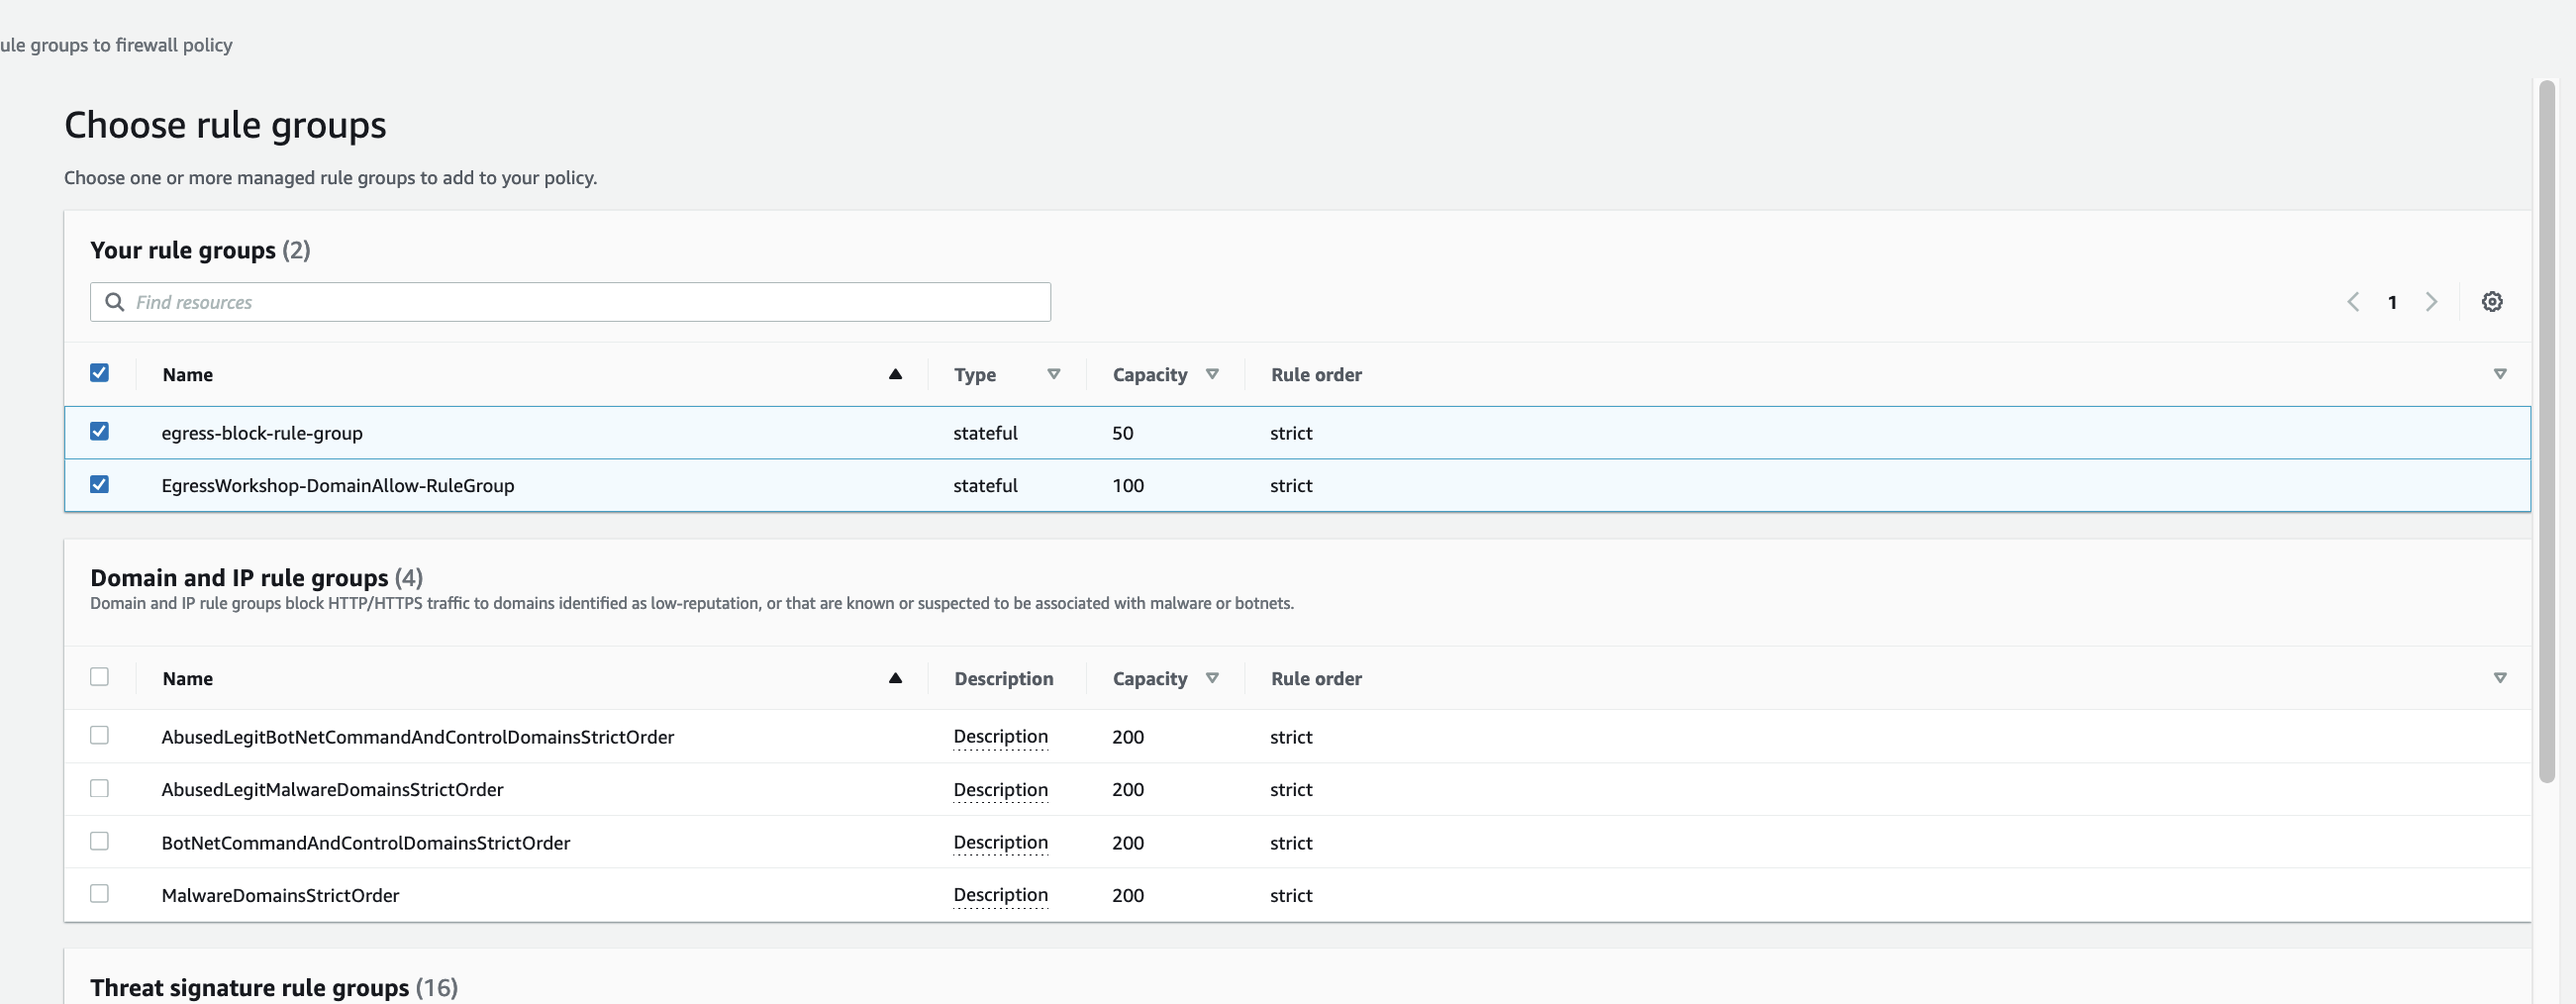 ule groups to firewall policy
Choose rule groups
Choose one or more managed rule groups to add to your policy.
Your rule groups (2)
Find resources
1
Name Type Capacity Rule order
egress-block-rule-group stateful 50 strict
EgressWorkshop-DomainAllow-RuleGroup stateful 100 strict
Domain and IP rule groups (4)
Domain and IP rule groups block HTTP/HTTPS traffic to domains identified as low-reputation, or that are known or suspected to be associated with malware or botnets.
Name Description Capacity Rule order
AbusedLegitBotNetCommandAndControlDomainsStrictOrder Description 200 strict
AbusedLegitMalwareDomainsStrictOrder Description 200 strict
BotNetCommandAndControlDomainsStrictOrder Description 200 strict
MalwareDomainsStrictOrder Description 200 strict
Threat signature rule groups (16)